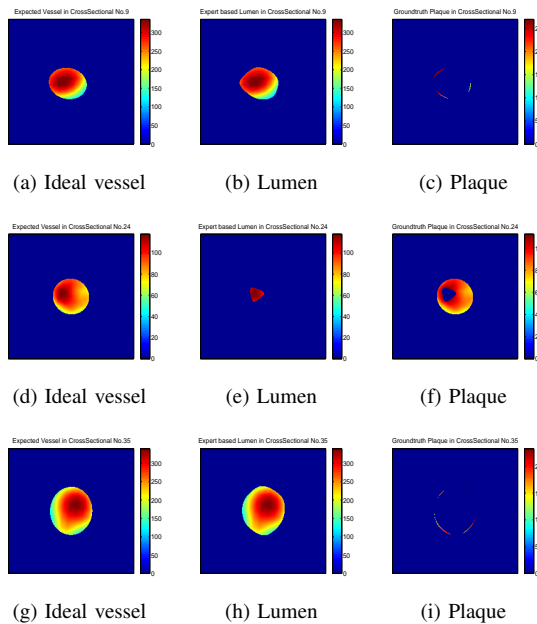 Expected Vessel in CrossSectional No.9
Expert based Lumen in CrossSectional No.9
Groundtruth Plaque in CrossSectional No.9
300
250
200
150
100
50
0
300
250
200
150
100
50
0
(a) Ideal vessel
(b) Lumen
(c) Plaque
Expected Vessel in CrossSectional No.24
Expert based Lumen in CrossSectional No.24
Groundtruth Plaque in CrossSectional No.24
100
80
60
40
20
0
100
80
60
40
20
0
(d) Ideal vessel
(e) Lumen
(f) Plaque
Expected Vessel in CrossSectional No.35
Expert based Lumen in CrossSectional No.35
Groundtruth Plaque in CrossSectional No.35
300
250
200
150
100
50
0
300
250
200
150
100
50
0
(g) Ideal vessel
(h) Lumen
(i) Plaque